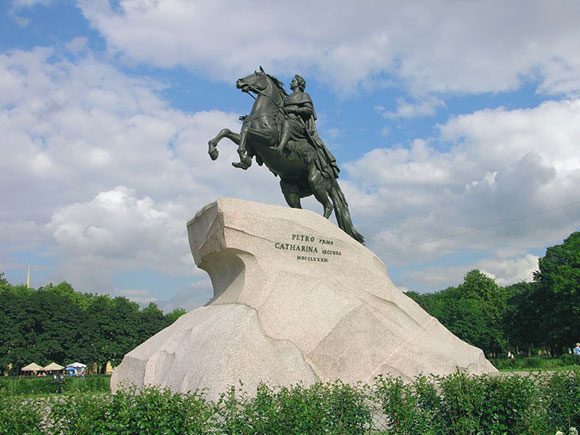 PETRO PRIMO
CATHARINA SECUNDA
MDCCLXXXII